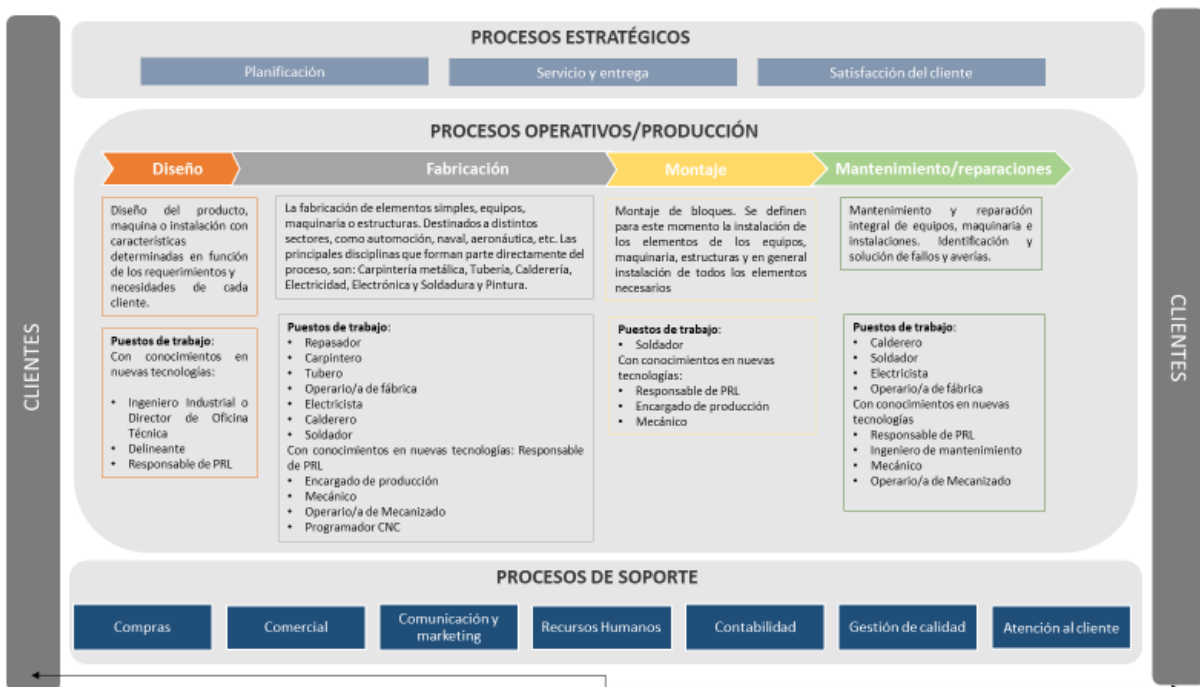 CLIENTES
PROCESOS ESTRATÉGICOS
Planificación
Servicio y entrega
Satisfacción del cliente
PROCESOS OPERATIVOS/PRODUCCIÓN
Diseño
Fabricación
Montaje
Mantenimiento/reparaciones
Diseño del producto,
maquina o instalación con
características
determinadas en función
de los requerimientos y
necesidades de cada
cliente.
La fabricación de elementos simples, equipos,
maquinaria o estructuras. Destinados a distintos
sectores, como automoción, naval, aeronáutica, etc. Las
principales disciplinas que forman parte directamente del
proceso, son: Carpintería metálica, Tubería, Calderería,
Electricidad, Electrónica y Soldadura y Pintura.
Montaje de bloques. Se definen
para este momento la instalación de
los elementos de los equipos,
maquinaria, estructuras y en general
instalación de todos los elementos
necesarios
Mantenimiento y reparación
integral de equipos, maquinaria e
instalaciones. Identificación y
solución de fallos y averías.
Puestos de trabajo:
Con conocimientos en
nuevas tecnologías:
• Ingeniero Industrial o
Director de Oficina
Técnica
• Delineante
• Responsable de PRL
Puestos de trabajo:
• Repasador
• Carpintero
• Tubero
• Operario/a de fábrica
• Electricista
• Calderero
• Soldador
Con conocimientos en nuevas tecnologías: Responsable
de PRL
• Encargado de producción
• Mecánico
• Operario/a de Mecanizado
• Programador CNC
Puestos de trabajo:
• Soldador
Con conocimientos en nuevas
tecnologías:
• Responsable de PRL
• Encargado de producción
• Mecánico
Puestos de trabajo:
• Calderero
• Soldador
• Electricista
• Operario/a de fábrica
Con conocimientos en nuevas
tecnologías
• Responsable de PRL
• Ingeniero de mantenimiento
• Mecánico
• Operario/a de Mecanizado
PROCESOS DE SOPORTE
Compras
Comercial
Comunicación y
marketing
Recursos Humanos
Contabilidad
Gestión de calidad
Atención al cliente
CLIENTES